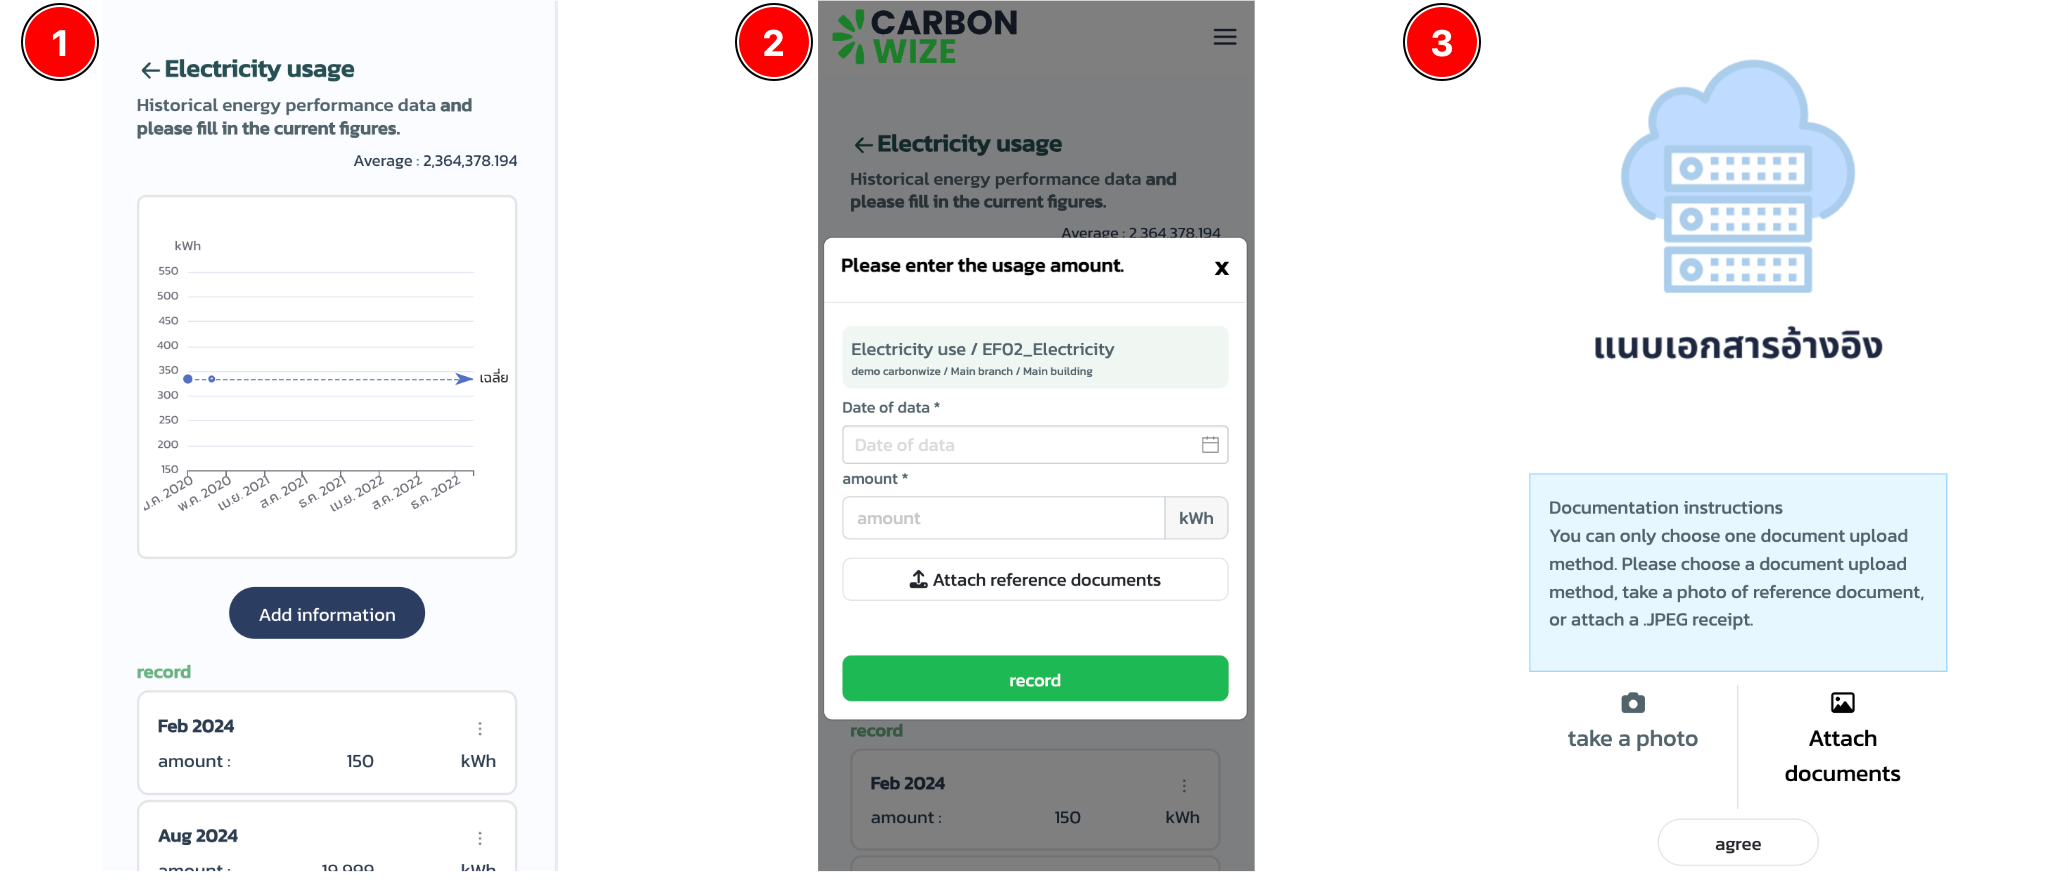 1
Electricity usage
Historical energy performance data and
please fill in the current figures.
Average : 2,364,378.194
kWh
550
500
450
400
350
300
250
200
150
เฉลี่ย
ม.ค. 2020
พ.ค. 2020
เม.ย. 2021
ส.ค. 2021
ธ.ค. 2021
เม.ย. 2022
ส.ค. 2022
ธ.ค. 2022
Add information
record
Feb 2024
amount : 150 kWh
Aug 2024
amount : 19,999 kWh
2
CARBON
WIZE
Electricity usage
Historical energy performance data and
please fill in the current figures.
Average : 2,364,378.194
Please enter the usage amount.
X
Electricity use / EF02_Electricity
demo carbonwize / Main branch / Main building
Date of data *
Date of data
amount *
amount kWh
Attach reference documents
record
record
Feb 2024
amount : 150 kWh
3
แนบเอกสารอ้างอิง
Documentation instructions
You can only choose one document upload
method. Please choose a document upload
method, take a photo of reference document,
or attach a .JPEG receipt.
take a photo
Attach
documents
agree